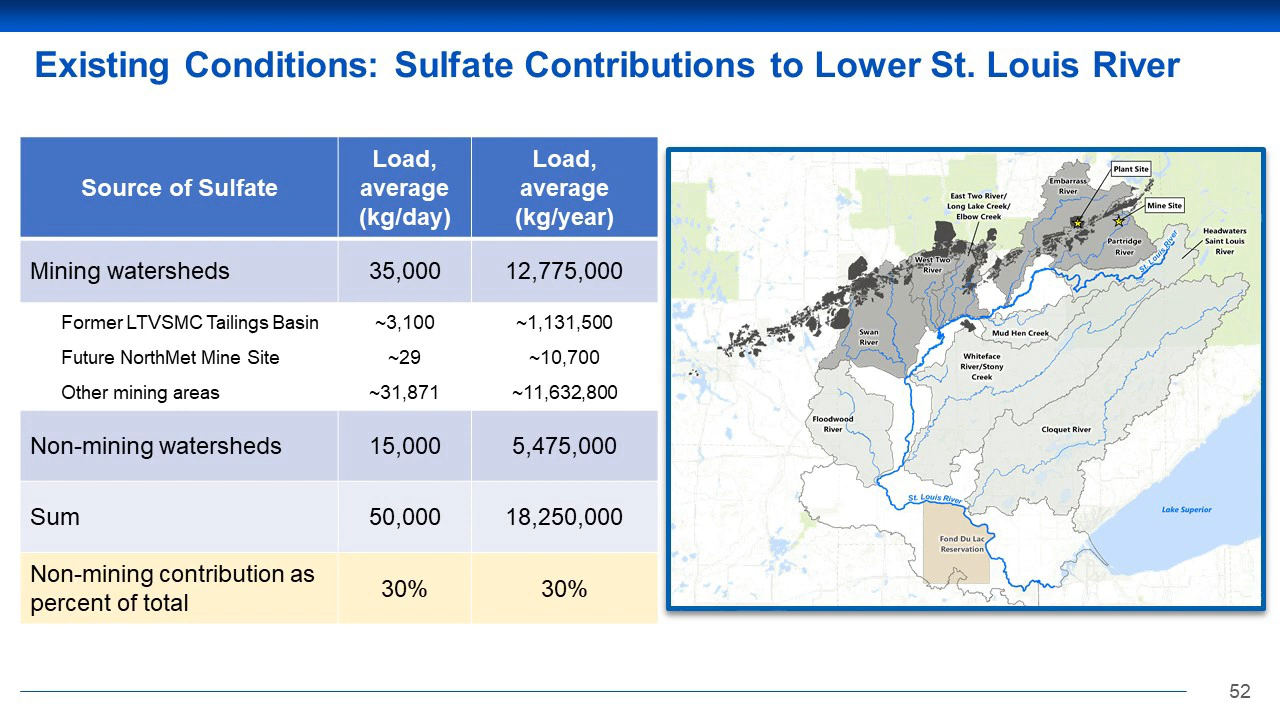 Existing Conditions: Sulfate Contributions to Lower St. Louis River
Source of Sulfate
Load,
average
(kg/day)
Load,
average
(kg/year)
Mining watersheds 35,000 12,775,000
Former LTVSMC Tailings Basin ~3,100 ~1,131,500
Future NorthMet Mine Site ~29 ~10,700
Other mining areas ~31,871 ~11,632,800
Non-mining watersheds 15,000 5,475,000
Sum 50,000 18,250,000
Non-mining contribution as
percent of total
30% 30%
Plant Site
Embarrass
River
Mine Site
East Two River/
Long Lake Creek/
Elbow Creek
Headwaters
Saint Louis
River
Partridge
River
St. Louis River
West Two
River
Swan
River
Mud Hen Creek
Whiteface
River/Stony
Creek
Floodwood
River
Cloquet River
St. Louis River
Lake Superior
Fond Du Lac
Reservation
52